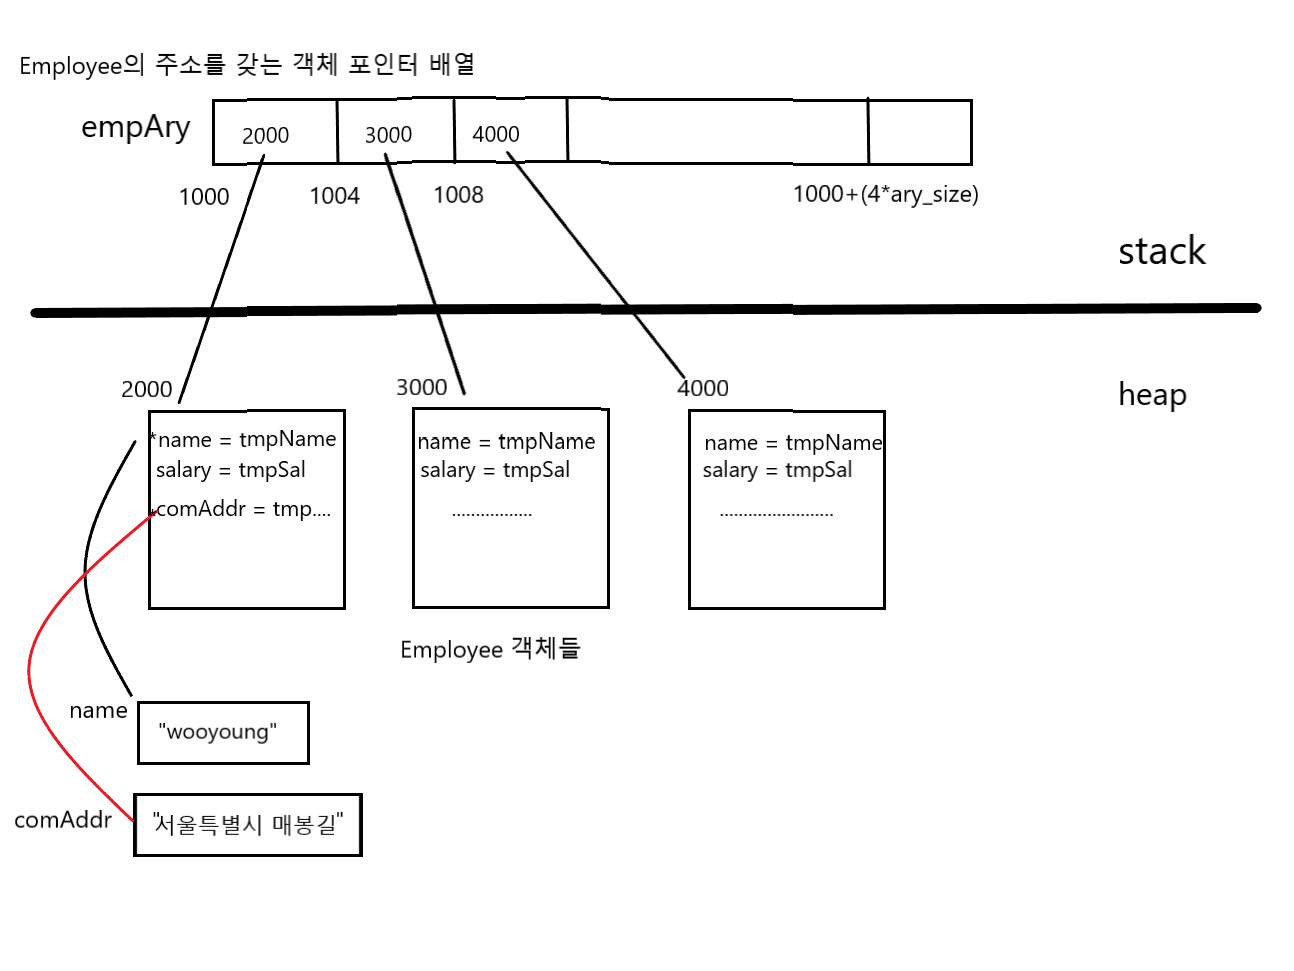 Employee의 주소를 갖는 객체 포인터 배열
empAry
2000
3000
4000
1000
1004
1008
1000+(4*ary_size)
stack
heap
2000
3000
4000
*name = tmpName
salary = tmpSal
*comAddr = tmp....
name = tmpName
salary = tmpSal
.................
name = tmpName
salary = tmpSal
........................
Employee 객체들
name
"wooyoung"
comAddr
"서울특별시 매봉길"